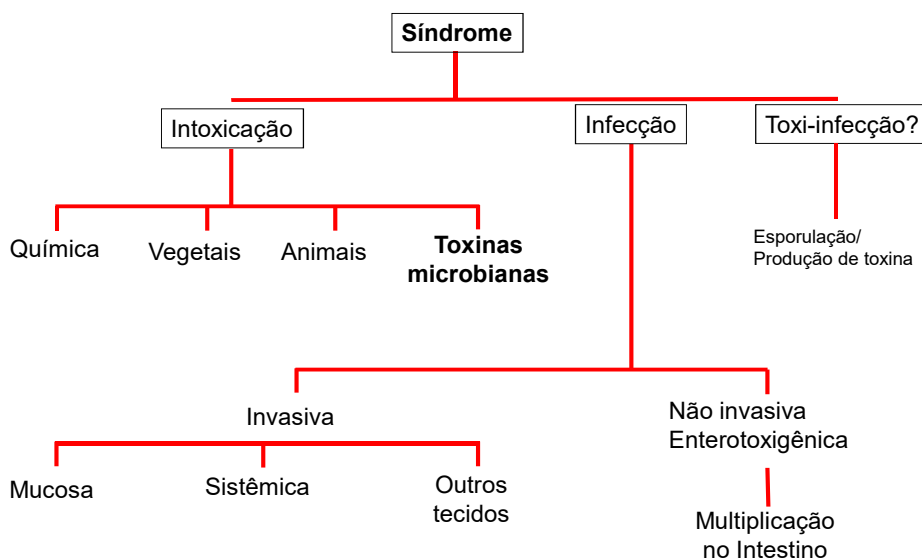 Síndrome
Intoxicação
Infecção
Toxi-infecção?
Química
Vegetais
Animais
Toxinas
microbianas
Esporulação/
Produção de toxina
Invasiva
Não invasiva
Enterotoxigênica
Mucosa
Sistêmica
Outros
tecidos
Multiplicação
no Intestino